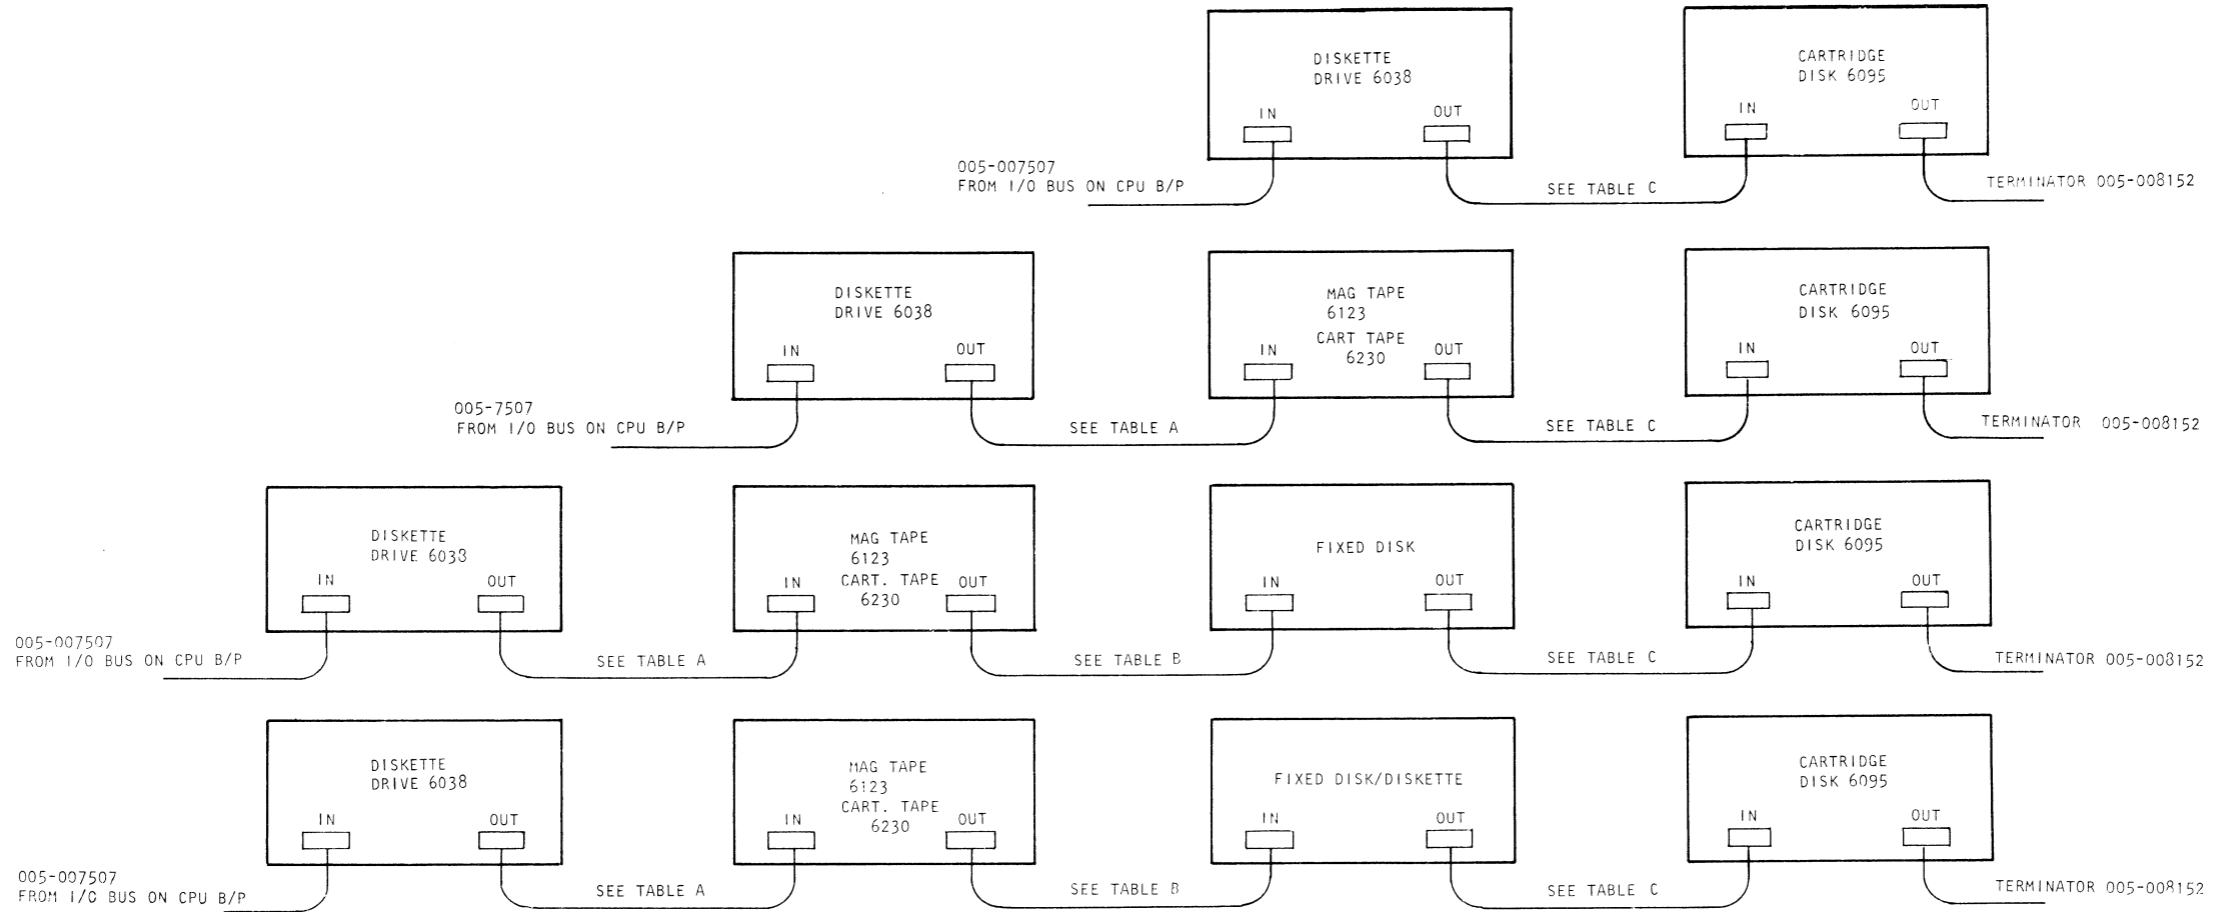 DISKETTE
DRIVE 6038
IN
OUT
CARTRIDGE
DISK 6095
IN
OUT
005-007507
FROM I/O BUS ON CPU B/P
SEE TABLE C
TERMINATOR 005-008152
DISKETTE
DRIVE 6038
IN
OUT
MAG TAPE
6123
CART TAPE
6230
IN
OUT
CARTRIDGE
DISK 6095
IN
OUT
005-7507
FROM I/O BUS ON CPU B/P
SEE TABLE A
SEE TABLE C
TERMINATOR 005-008152
DISKETTE
DRIVE 6038
IN
OUT
MAG TAPE
6123
CART. TAPE
6230
IN
OUT
FIXED DISK
IN
OUT
CARTRIDGE
DISK 6095
IN
OUT
005-007507
FROM I/O BUS ON CPU B/P
SEE TABLE A
SEE TABLE B
SEE TABLE C
TERMINATOR 005-008152
DISKETTE
DRIVE 6038
IN
OUT
MAG TAPE
6123
CART. TAPE
6230
IN
OUT
FIXED DISK/DISKETTE
IN
OUT
CARTRIDGE
DISK 6095
IN
OUT
005-007507
FROM I/O BUS ON CPU B/P
SEE TABLE A
SEE TABLE B
SEE TABLE C
TERMINATOR 005-008152